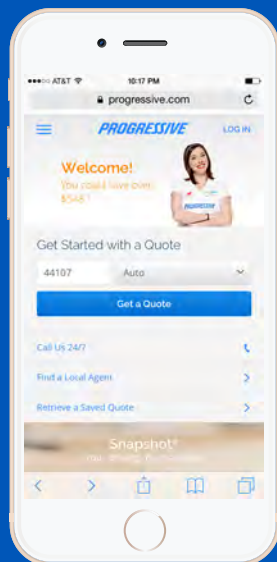 AT&T 10:17 PM
progressive.com
PROGRESSIVE LOG IN
Welcome!
You could save over
PROGRESSIVE
Get Started with a Quote
44107 Auto
Get a Quote
Call Us 24/7
Find a Local Agent
Retrieve a Saved Quote
Snapshot®